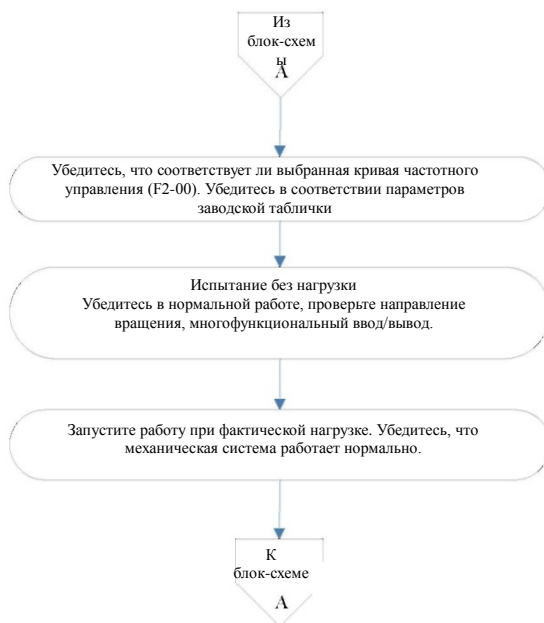 Из
блок-схем
ы
А
Убедитесь, что соответствует ли выбранная кривая частотного
управления (F2-00). Убедитесь в соответствии параметров
заводской таблички
Испытание без нагрузки
Убедитесь в нормальной работе, проверьте направление
вращения, многофункциональный ввод/вывод.
Запустите работу при фактической нагрузке. Убедитесь, что
механическая система работает нормально.
К
блок-схеме
А